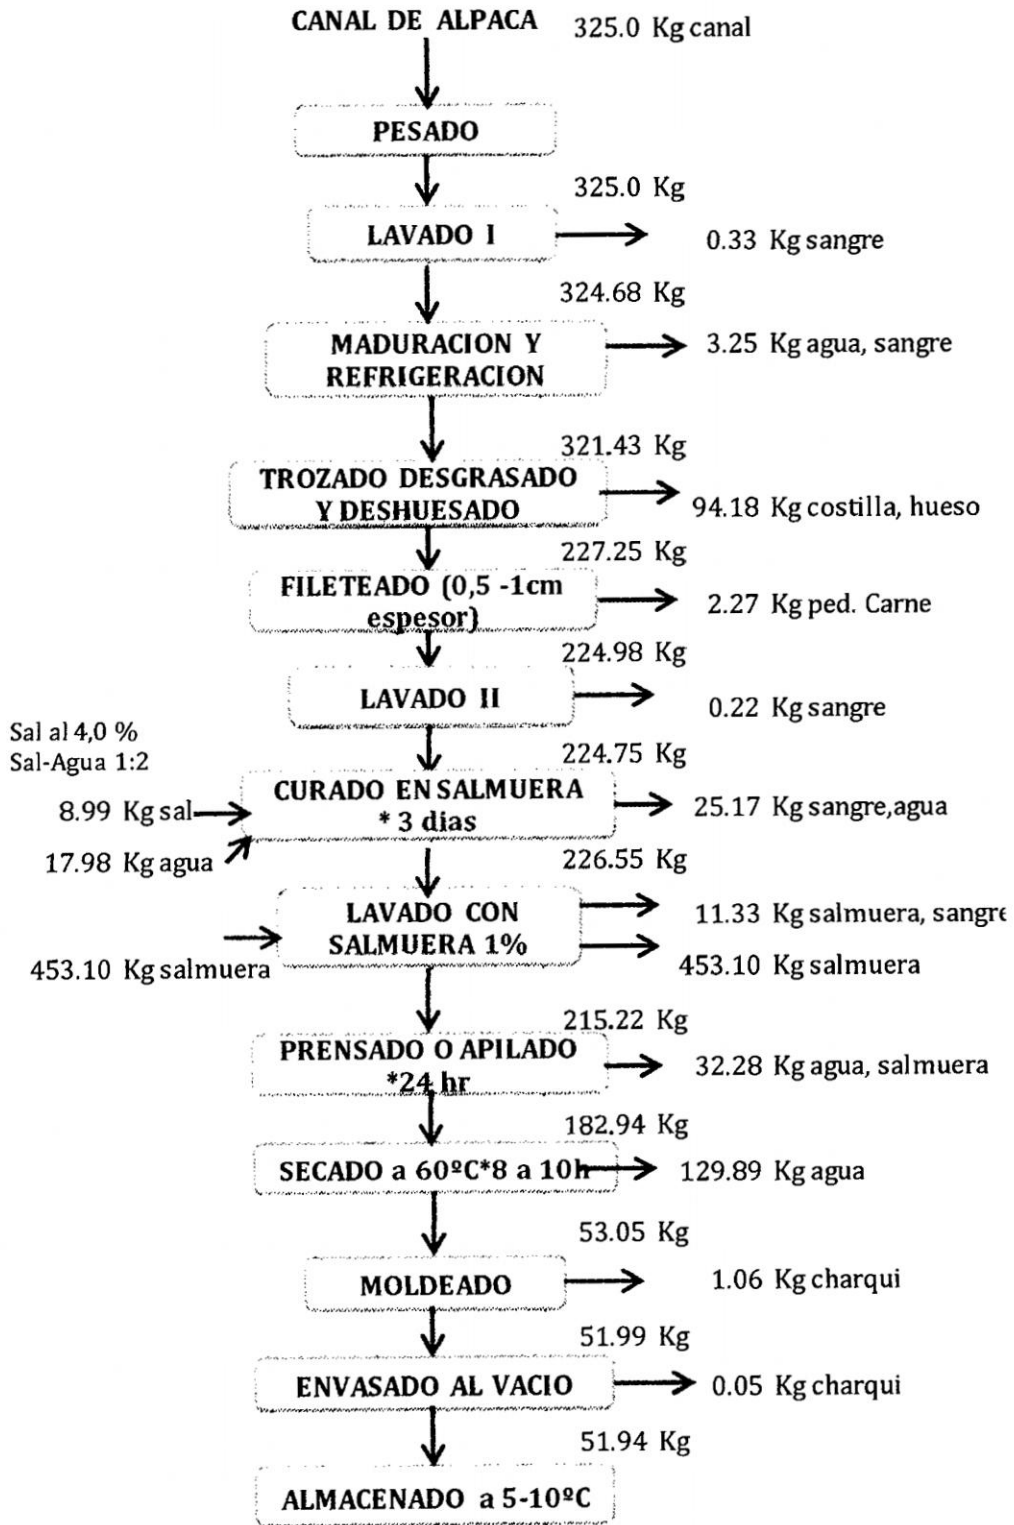 CANAL DE ALPACA 325.0 Kg canal
PESADO
325.0 Kg
LAVADO I 0.33 Kg sangre
324.68 Kg
MADURACION Y 3.25 Kg agua, sangre
REFRIGERACION
321.43 Kg
TROZADO DESGRASADO
Y DESHUESADO 94.18 Kg costilla, hueso
227.25 Kg
FILETEADO (0,5 -1cm
espesor) 2.27 Kg ped. Carne
224.98 Kg
LAVADO II 0.22 Kg sangre
Sal al 4,0 %
Sal-Agua 1:2
224.75 Kg
CURADO EN SALMUERA
* 3 dias
8.99 Kg sal
25.17 Kg sangre,agua
17.98 Kg agua
226.55 Kg
LAVADO CON
SALMUERA 1%
11.33 Kg salmuera, sangre
453.10 Kg salmuera
453.10 Kg salmuera
215.22 Kg
PRENSADO O APILADO
*24 hr
32.28 Kg agua, salmuera
182.94 Kg
SECADO a 60ºC*8 a 10h 129.89 Kg agua
53.05 Kg
MOLDEADO 1.06 Kg charqui
51.99 Kg
ENVASADO AL VACIO 0.05 Kg charqui
51.94 Kg
ALMACENADO a 5-10ºC